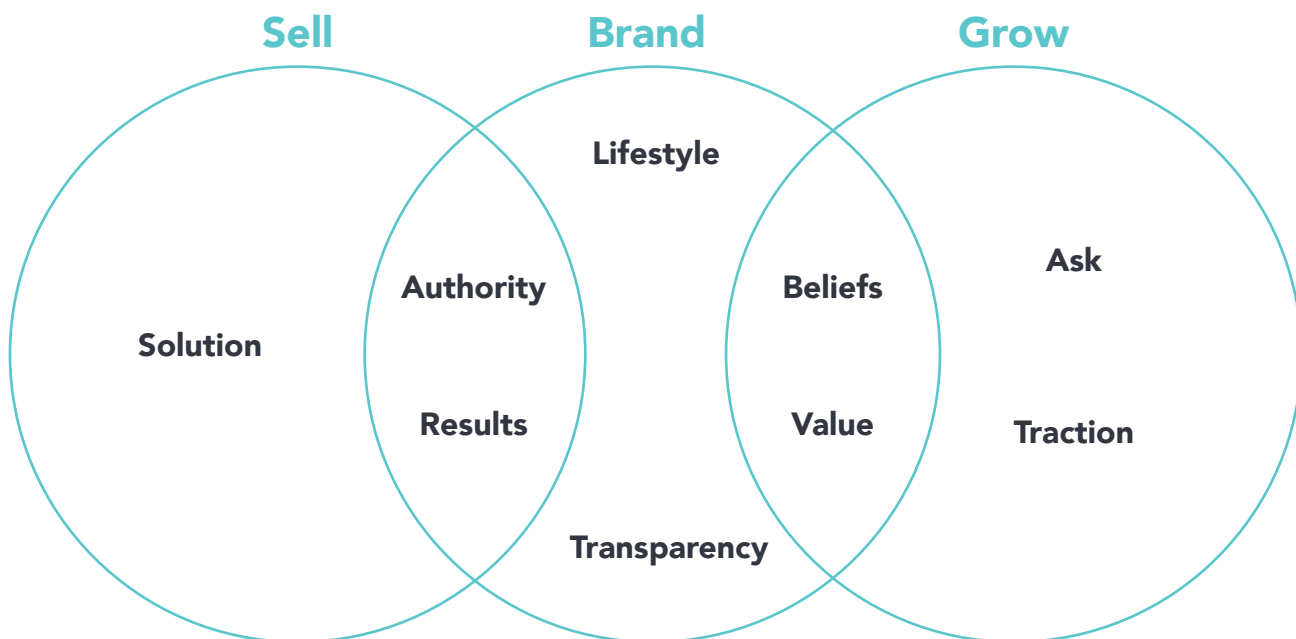 Sell
Brand
Grow
Lifestyle
Authority
Beliefs
Ask
Solution
Results
Value
Traction
Transparency